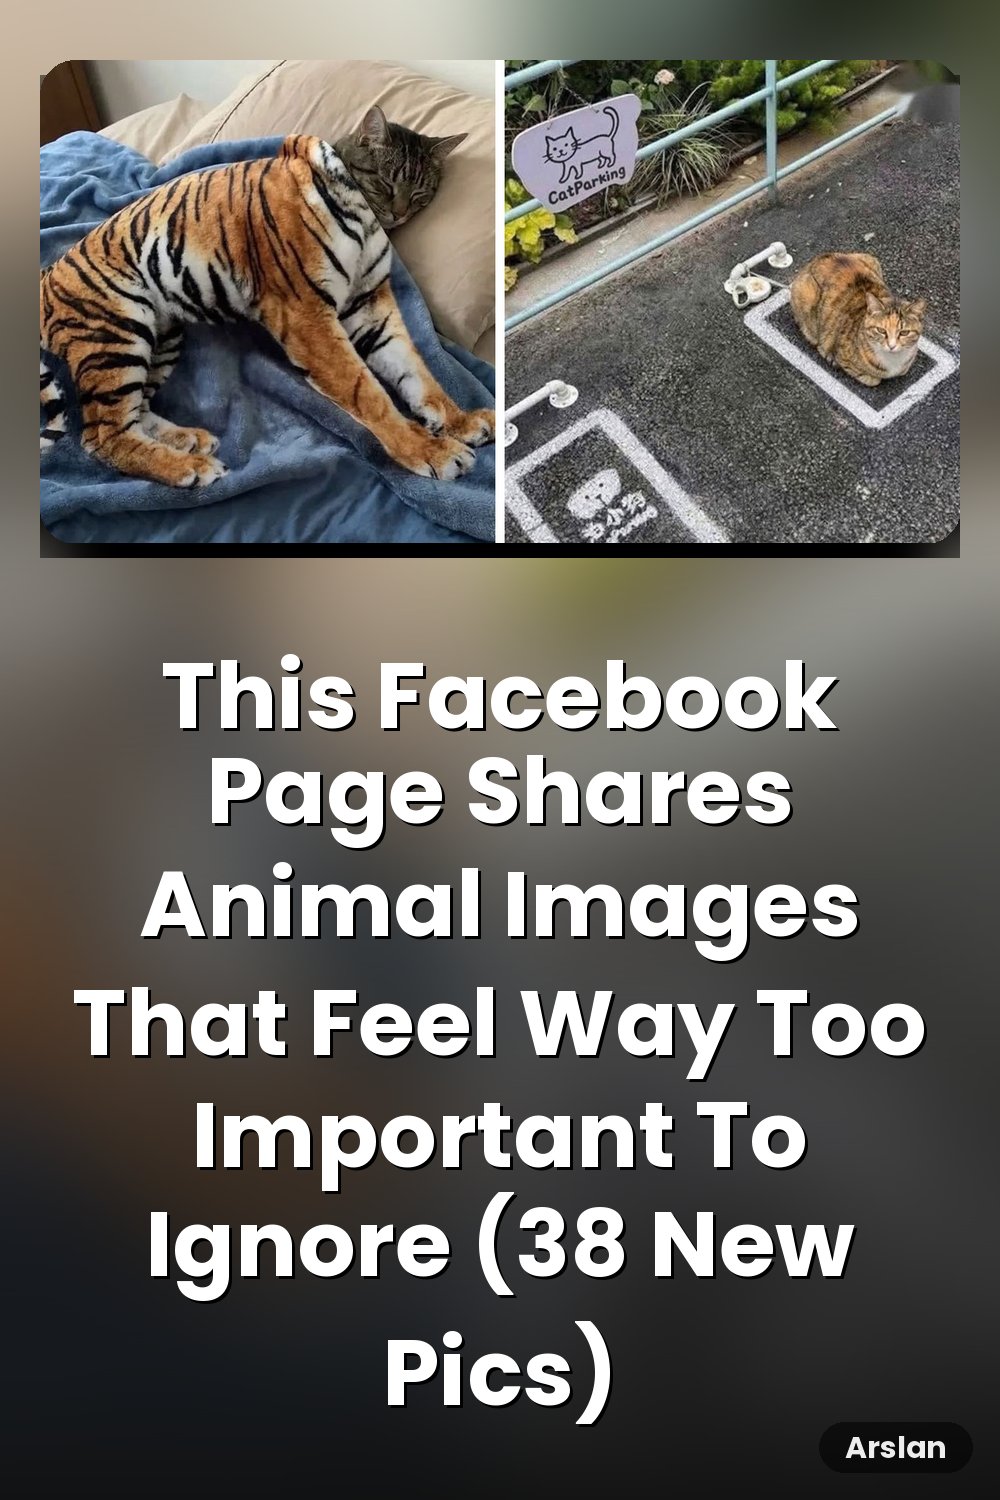 CatParking
This Facebook
Page Shares
Animal Images
That Feel Way Too
Important To
Ignore (38 New
Pics)
Arslan